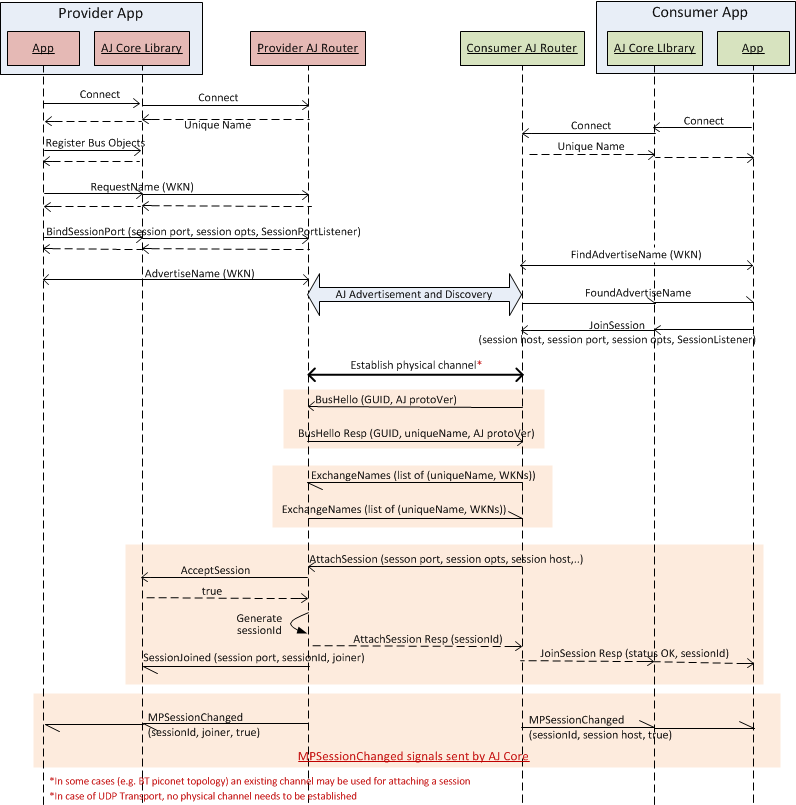 Provider App
Consumer App
App
AJ Core Library
Provider AJ Router
Consumer AJ Router
AJ Core LIbrary
App
Connect
Connect
Unique Name
Connect
Connect
Register Bus Objects
Unique Name
RequestName (WKN)
BindSessionPort (session port, session opts, SessionPortListener)
FindAdvertiseName (WKN)
AdvertiseName (WKN)
AJ Advertisement and Discovery
FoundAdvertiseName
JoinSession
(session host, session port, session opts, SessionListener)
Establish physical channel*
BusHello (GUID, AJ protoVer)
BusHello Resp (GUID, uniqueName, AJ protoVer)
ExchangeNames (list of (uniqueName, WKNs))
ExchangeNames (list of (uniqueName, WKNs))
AttachSession (sesson port, session opts, session host,..)
AcceptSession
true
Generate
sessionId
AttachSession Resp (sessionId)
SessionJoined (session port, sessionId, joiner)
JoinSession Resp (status OK, sessionId)
MPSessionChanged
(sessionId, joiner, true)
MPSessionChanged
(sessionId, session host, true)
MPSessionChanged signals sent by AJ Core
*In some cases (e.g. BT piconet topology) an existing channel may be used for attaching a session
*In case of UDP Transport, no physical channel needs to be established